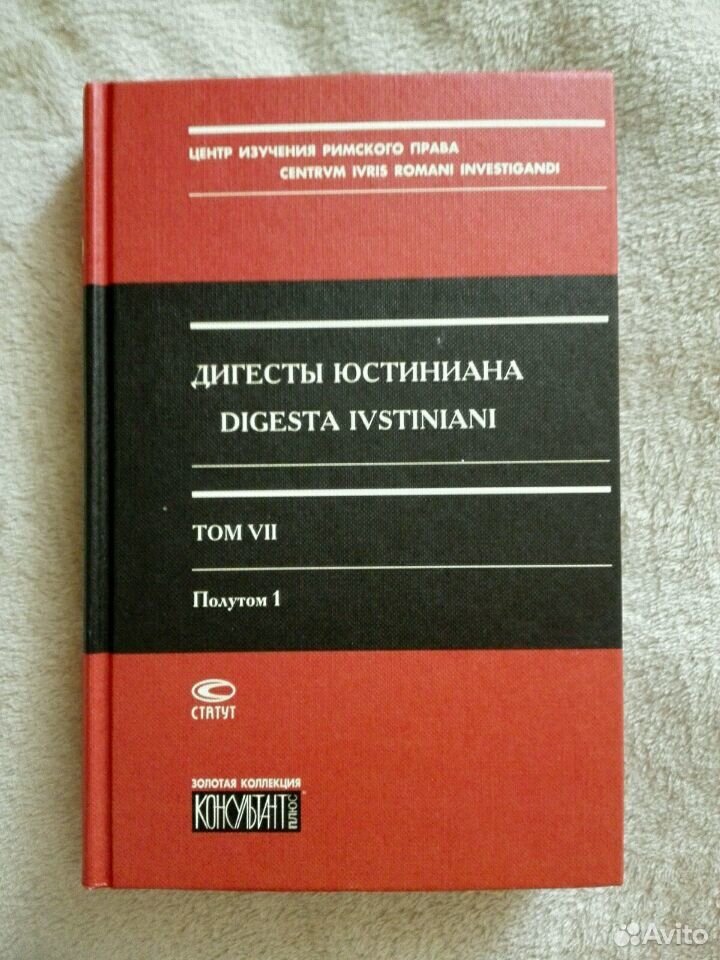 ЦЕНТР ИЗУЧЕНИЯ РИМСКОГО ПРАВА
CENTRVM IVRIS ROMANI INVESTIGANDI
ДИГЕСТЫ ЮСТИНИАНА
DIGESTA IVSTINIANI
ТОМ VII
Полутом 1
СТАТУТ
ЗОЛОТАЯ КОЛЛЕКЦИЯ
КОНСУЛЬТАНТ ПЛЮС
Avito